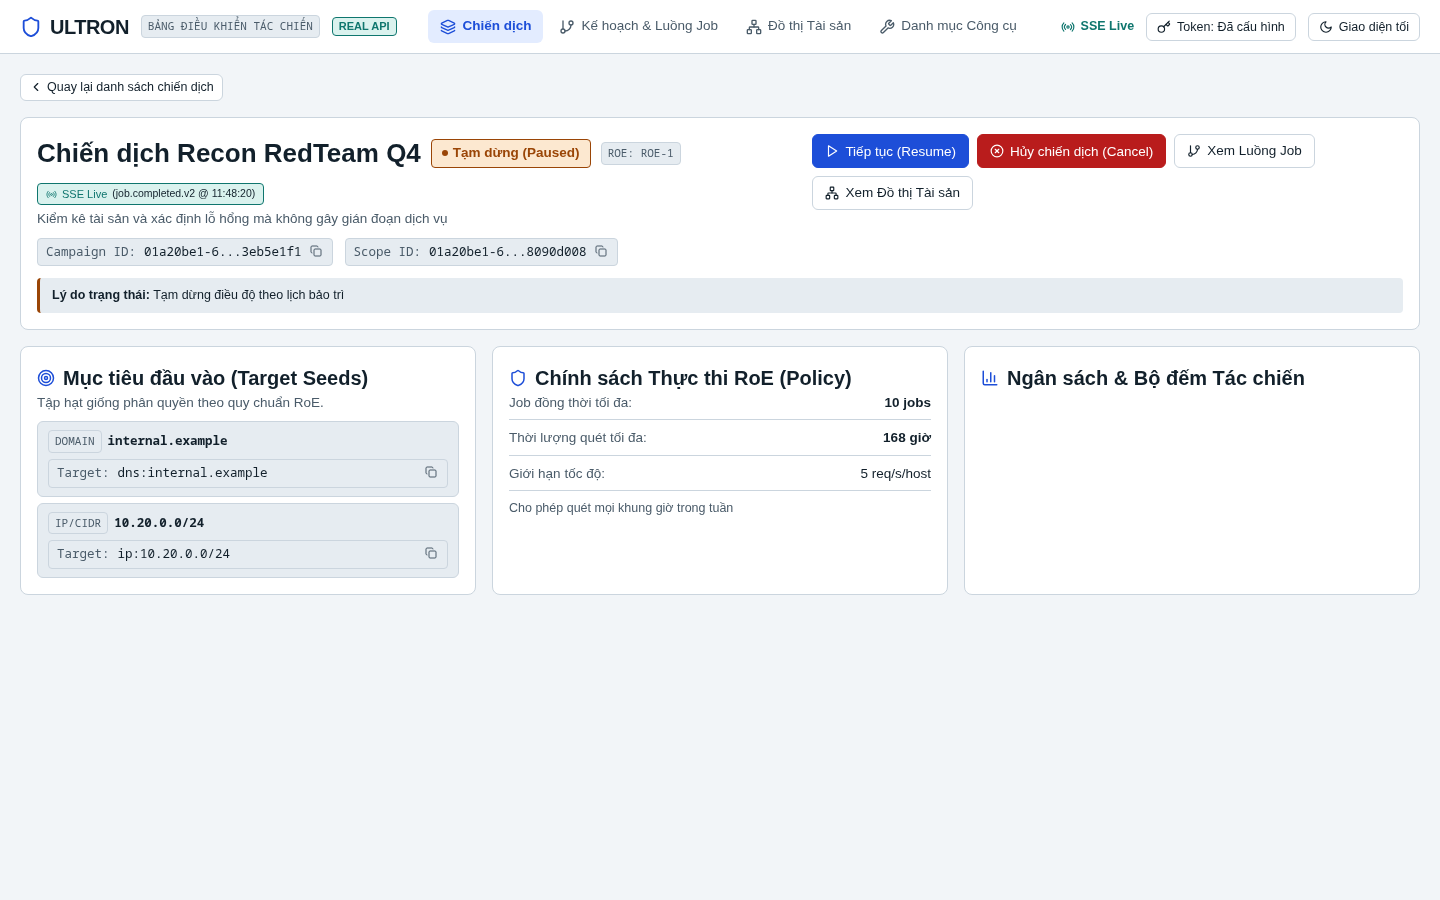 ULTRON BẢNG ĐIỀU KHIỂN TÁC CHIẾN REAL API Chiến dịch Kế hoạch & Luồng Job Đồ thị Tài sản Danh mục Công cụ SSE Live Token: Đã cấu hình Giao diện tối
Quay lại danh sách chiến dịch
Chiến dịch Recon RedTeam Q4 Tạm dừng (Paused) ROE: ROE-1
Tiếp tục (Resume) Hủy chiến dịch (Cancel) Xem Luồng Job
Xem Đồ thị Tài sản
SSE Live (job.completed.v2 @ 11:48:20)
Kiểm kê tài sản và xác định lỗ hổng mà không gây gián đoạn dịch vụ
Campaign ID: 01a20be1-6...3eb5e1f1 Scope ID: 01a20be1-6...8090d008
Lý do trạng thái: Tạm dừng điều độ theo lịch bảo trì
Mục tiêu đầu vào (Target Seeds)
Tập hạt giống phân quyền theo quy chuẩn RoE.
DOMAIN internal.example
Target: dns:internal.example
IP/CIDR 10.20.0.0/24
Target: ip:10.20.0.0/24
Chính sách Thực thi RoE (Policy)
Job đồng thời tối đa: 10 jobs
Thời lượng quét tối đa: 168 giờ
Giới hạn tốc độ: 5 req/s/host
Cho phép quét mọi khung giờ trong tuần
Ngân sách & Bộ đếm Tác chiến